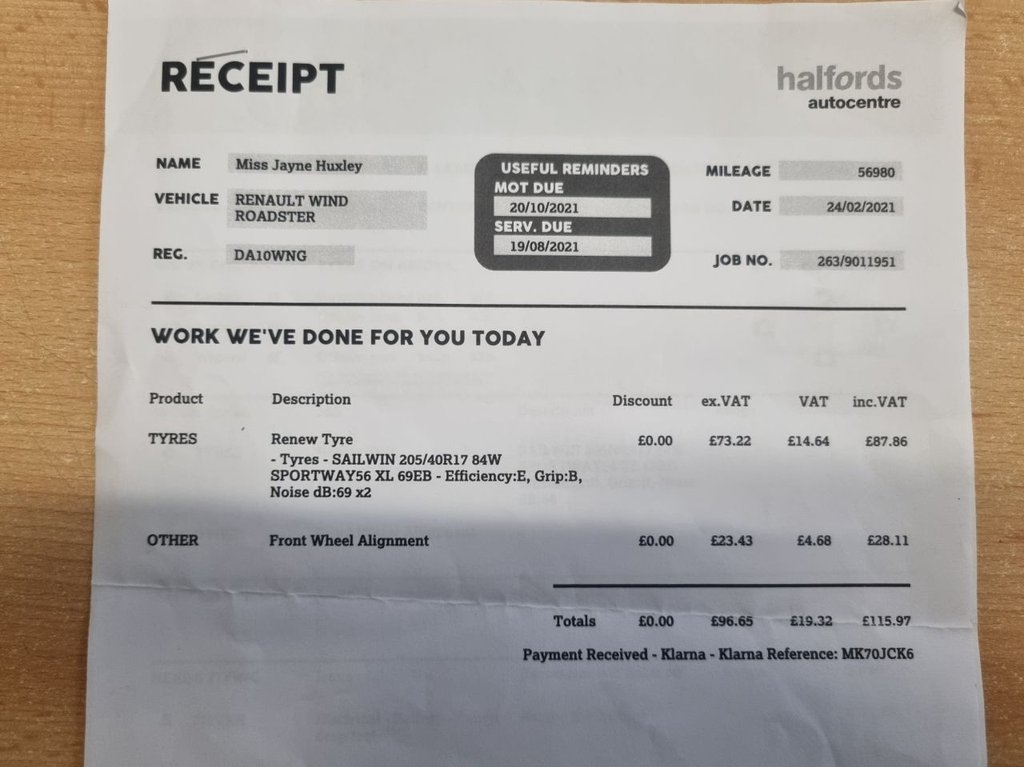 RECEIPT
halfords
autocentre
NAME Miss Jayne Huxley
VEHICLE RENAULT WIND
ROADSTER
REG. DA10WNG
USEFUL REMINDERS
MOT DUE
20/10/2021
SERV. DUE
19/08/2021
MILEAGE 56980
DATE 24/02/2021
JOB NO. 263/9011951
WORK WE'VE DONE FOR YOU TODAY
Product Description Discount ex.VAT VAT inc.VAT
TYRES Renew Tyre £0.00 £73.22 £14.64 £87.86
- Tyres - SAILWIN 205/40R17 84W
SPORTWAY56 XL 69EB - Efficiency:E, Grip:B,
Noise dB:69 x2
OTHER Front Wheel Alignment £0.00 £23.43 £4.68 £28.11
Totals £0.00 £96.65 £19.32 £115.97
Payment Received - Klarna - Klarna Reference: MK70JCK6